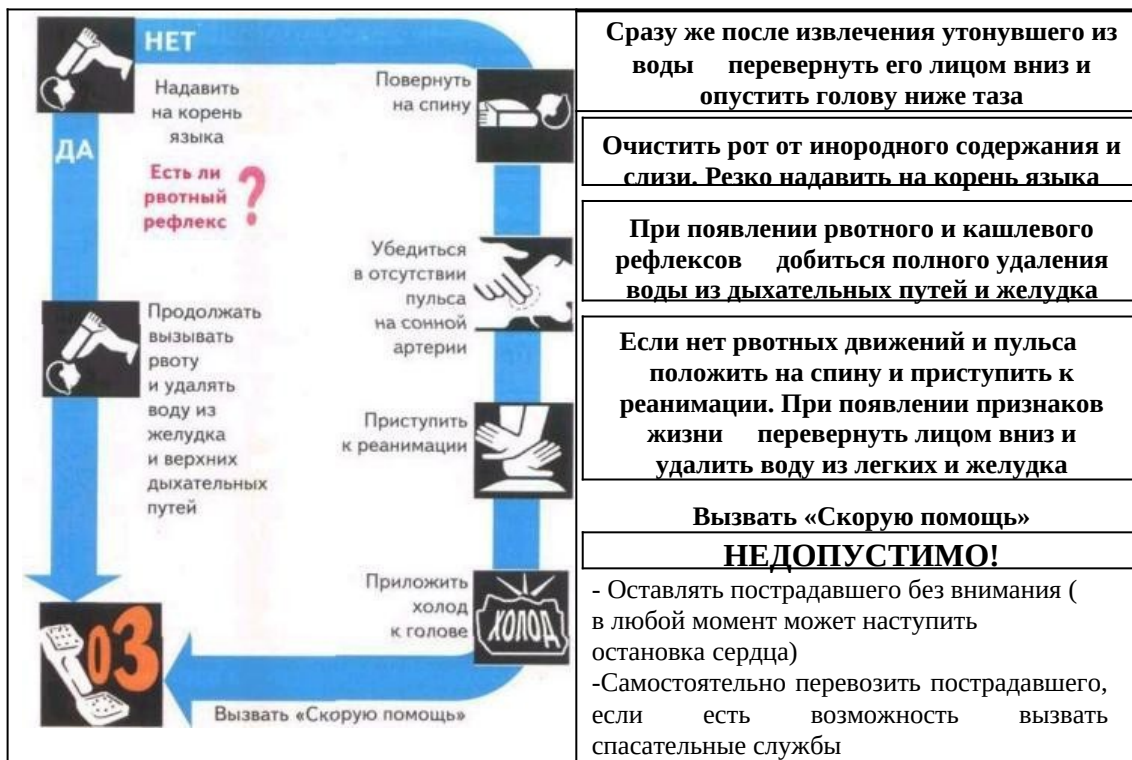 НЕТ
Надавить
на корень
языка
ДА
Есть ли
рвотный
рефлекс
?
Продолжать
вызывать
рвоту
и удалять
воду из
желудка
и верхних
дыхательных
путей
Повернуть
на спину
Убедиться
в отсутствии
пульса
на сонной
артерии
Приступить
к реанимации
Приложить
холод
к голове
ХОЛОД
03
Вызвать «Скорую помощь»
Сразу же после извлечения утонувшего из
воды перевернуть его лицом вниз и
опустить голову ниже таза
Очистить рот от инородного содержания и
слизи. Резко надавить на корень языка
При появлении рвотного и кашлевого
рефлексов добиться полного удаления
воды из дыхательных путей и желудка
Если нет рвотных движений и пульса
положить на спину и приступить к
реанимации. При появлении признаков
жизни перевернуть лицом вниз и
удалить воду из легких и желудка
Вызвать «Скорую помощь»
НЕДОПУСТИМО!
- Оставлять пострадавшего без внимания (
в любой момент может наступить
остановка сердца)
-Самостоятельно перевозить пострадавшего,
если есть возможность вызвать
спасательные службы